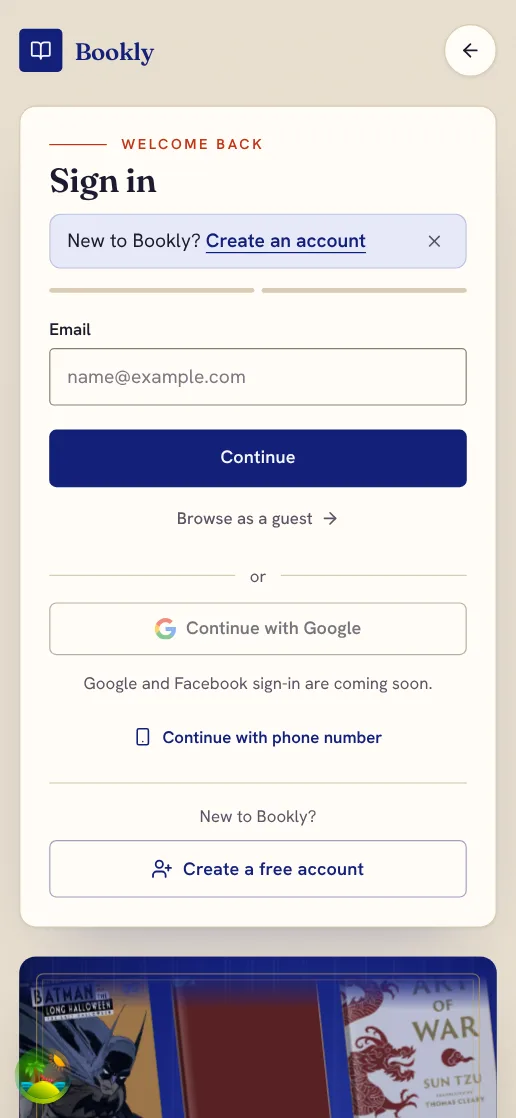 Bookly
WELCOME BACK
Sign in
New to Bookly? Create an account
Email
name@example.com
Continue
Browse as a guest
or
Continue with Google
Google and Facebook sign-in are coming soon.
Continue with phone number
New to Bookly?
Create a free account
BATMAN THE
LONG HALLOWEEN
ART
OF
WAR
SUN TZU
THOMAS CLEARY